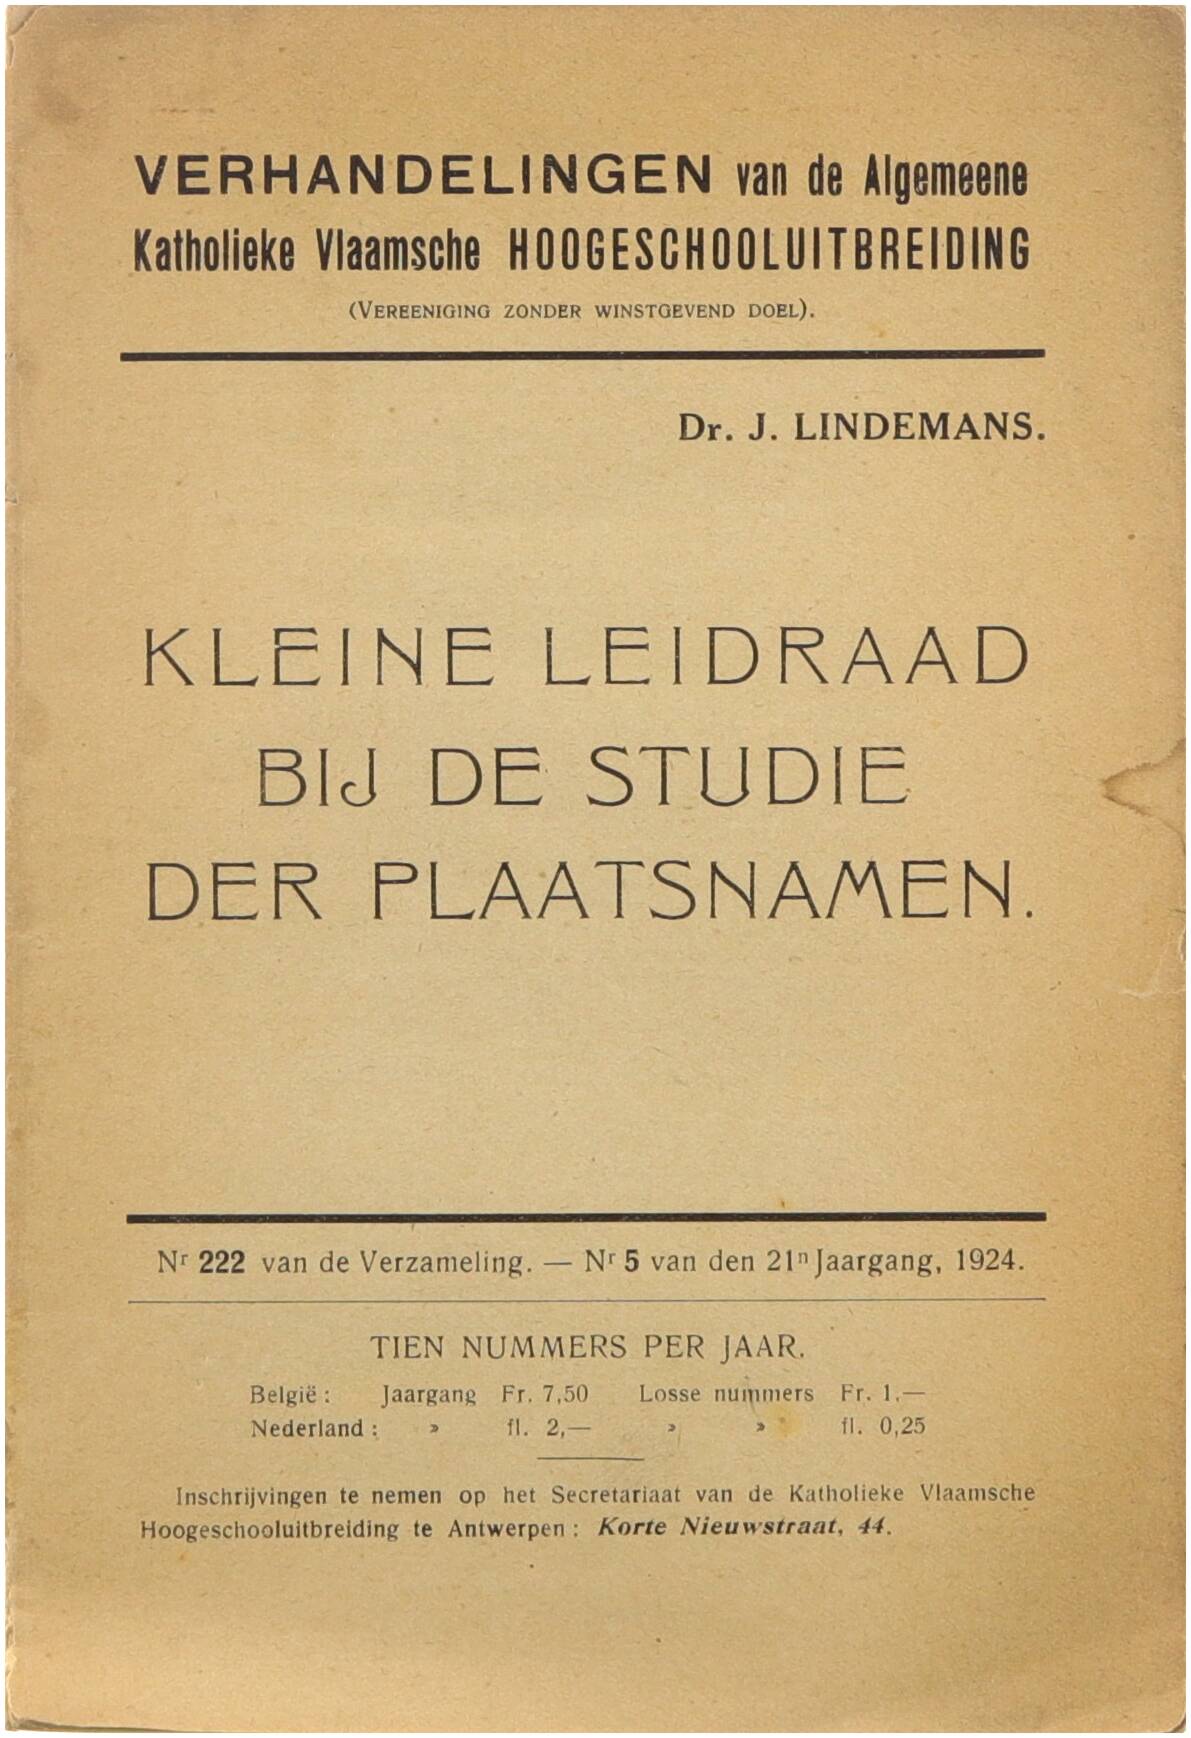 VERHANDELINGEN van de Algemeene
Katholieke Vlaamsche HOOGESCHOOLUITBREIDING
(Vereeniging zonder winstgevend doel).
Dr. J. LINDEMANS.
KLEINE LEIDRAAD
BIJ DE STUDIE
DER PLAATSNAMEN.
Nr 222 van de Verzameling. — Nr 5 van den 21n Jaargang, 1924.
TIEN NUMMERS PER JAAR.
België : Jaargang Fr. 7,50 Losse nummers Fr. 1,—
Nederland : » fl. 2,— » » fl. 0,25
Inschrijvingen te nemen op het Secretariaat van de Katholieke Vlaamsche
Hoogeschooluitbreiding te Antwerpen : Korte Nieuwstraat, 44.